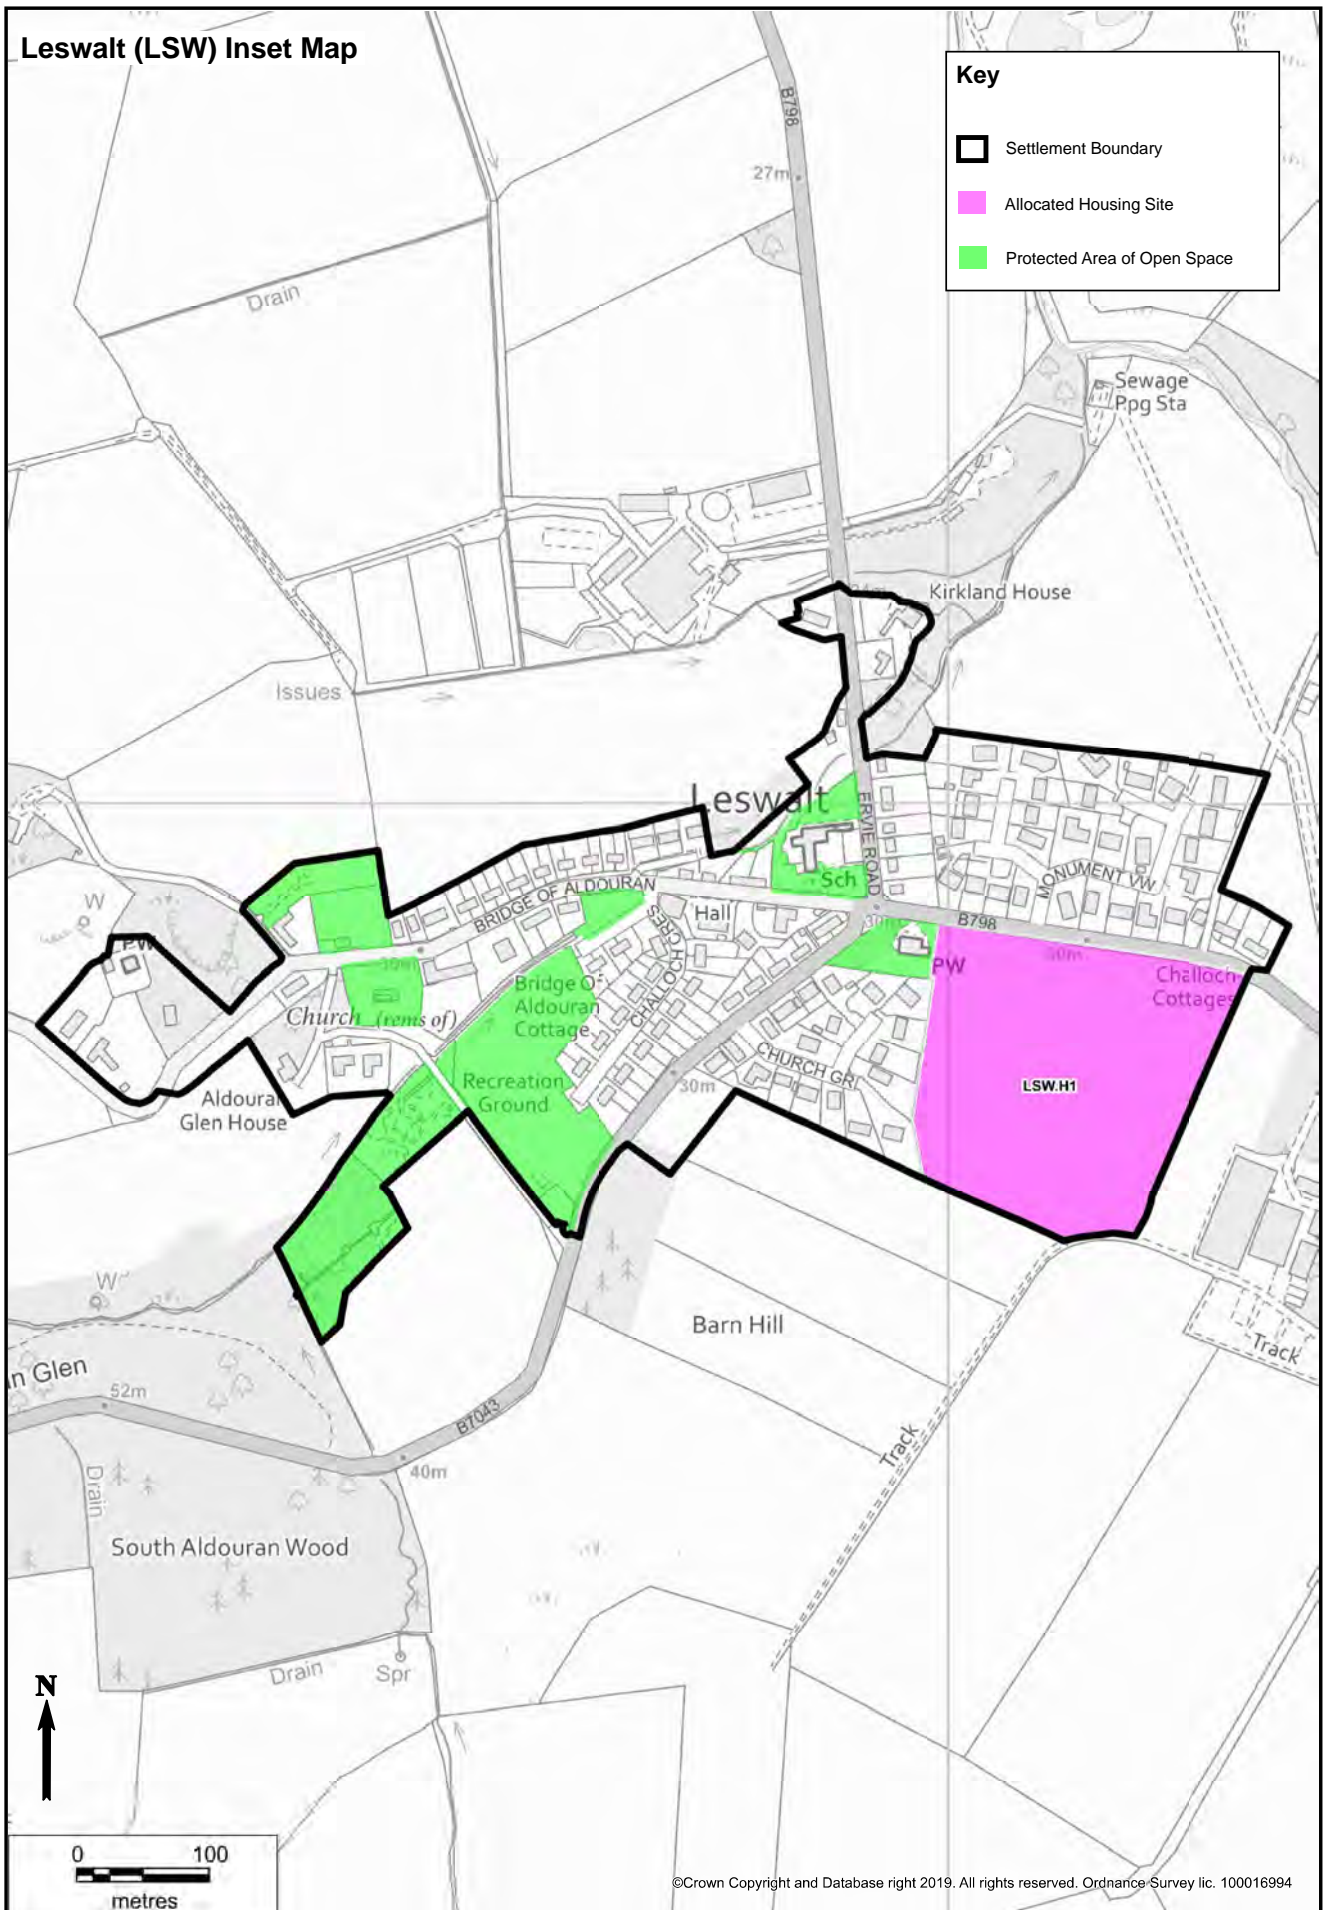 Leswalt (LSW) Inset Map
Key
Settlement Boundary
Allocated Housing Site
Protected Area of Open Space
B798
27m
Drain
Sewage
Ppg Sta
Kirkland House
Issues
Leswalt
ERVIE ROAD
MONUMENT VW
BRIDGE OF ALDOURAN
Sch
Hall
30m
B798
W
PW
30m
CHALLOCH CRES
PW
30m
Challoch
Cottages
Bridge Of
Aldouran
Cottage
Church (rems of)
CHURCH GR
LSW.H1
Recreation
Ground
30m
Aldouran
Glen House
W
Barn Hill
Track
n Glen
52m
B7043
Track
40m
Drain
South Aldouran Wood
Drain
Spr
N
0 100
metres
©Crown Copyright and Database right 2019. All rights reserved. Ordnance Survey lic. 100016994